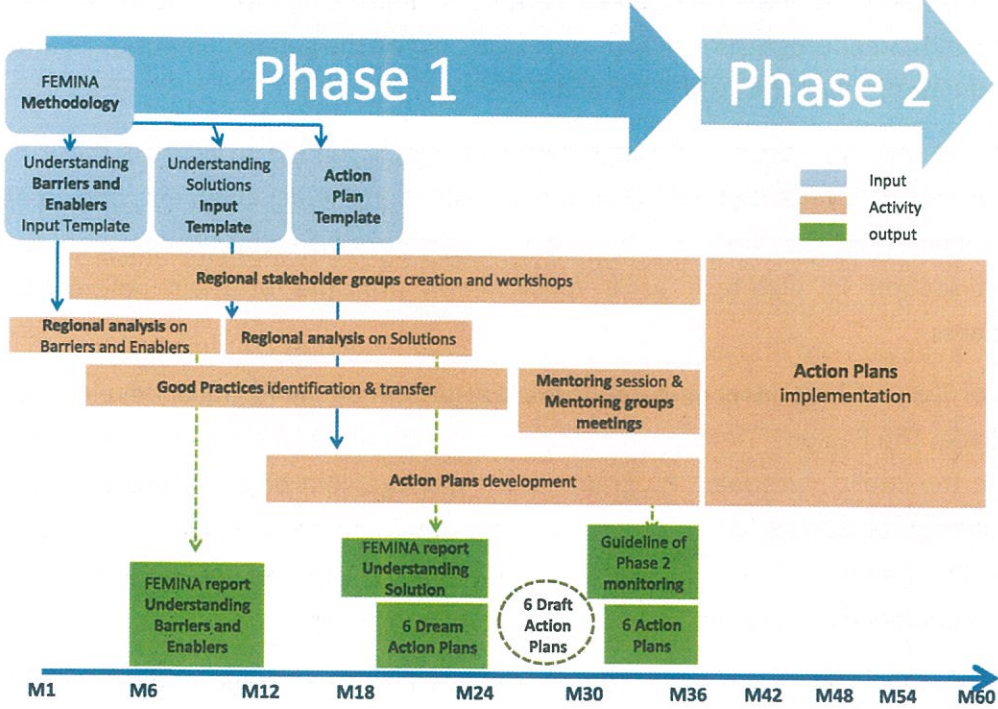 Phase 1
Phase 2
FEMINA
Methodology
Understanding
Barriers and
Enablers
Input Template
Understanding
Solutions
Input
Template
Action
Plan
Template
Input
Activity
output
Regional stakeholder groups creation and workshops
Regional analysis on
Barriers and Enablers
Regional analysis on Solutions
Good Practices identification & transfer
Mentoring session &
Mentoring groups
meetings
Action Plans
implementation
Action Plans development
FEMINA report
Understanding
Barriers and
Enablers
FEMINA report
Understanding
Solution
6 Dream
Action Plans
6 Draft
Action
Plans
Guideline of
Phase 2
monitoring
6 Action
Plans
M1 M6 M12 M18 M24 M30 M36 M42 M48 M54 M60